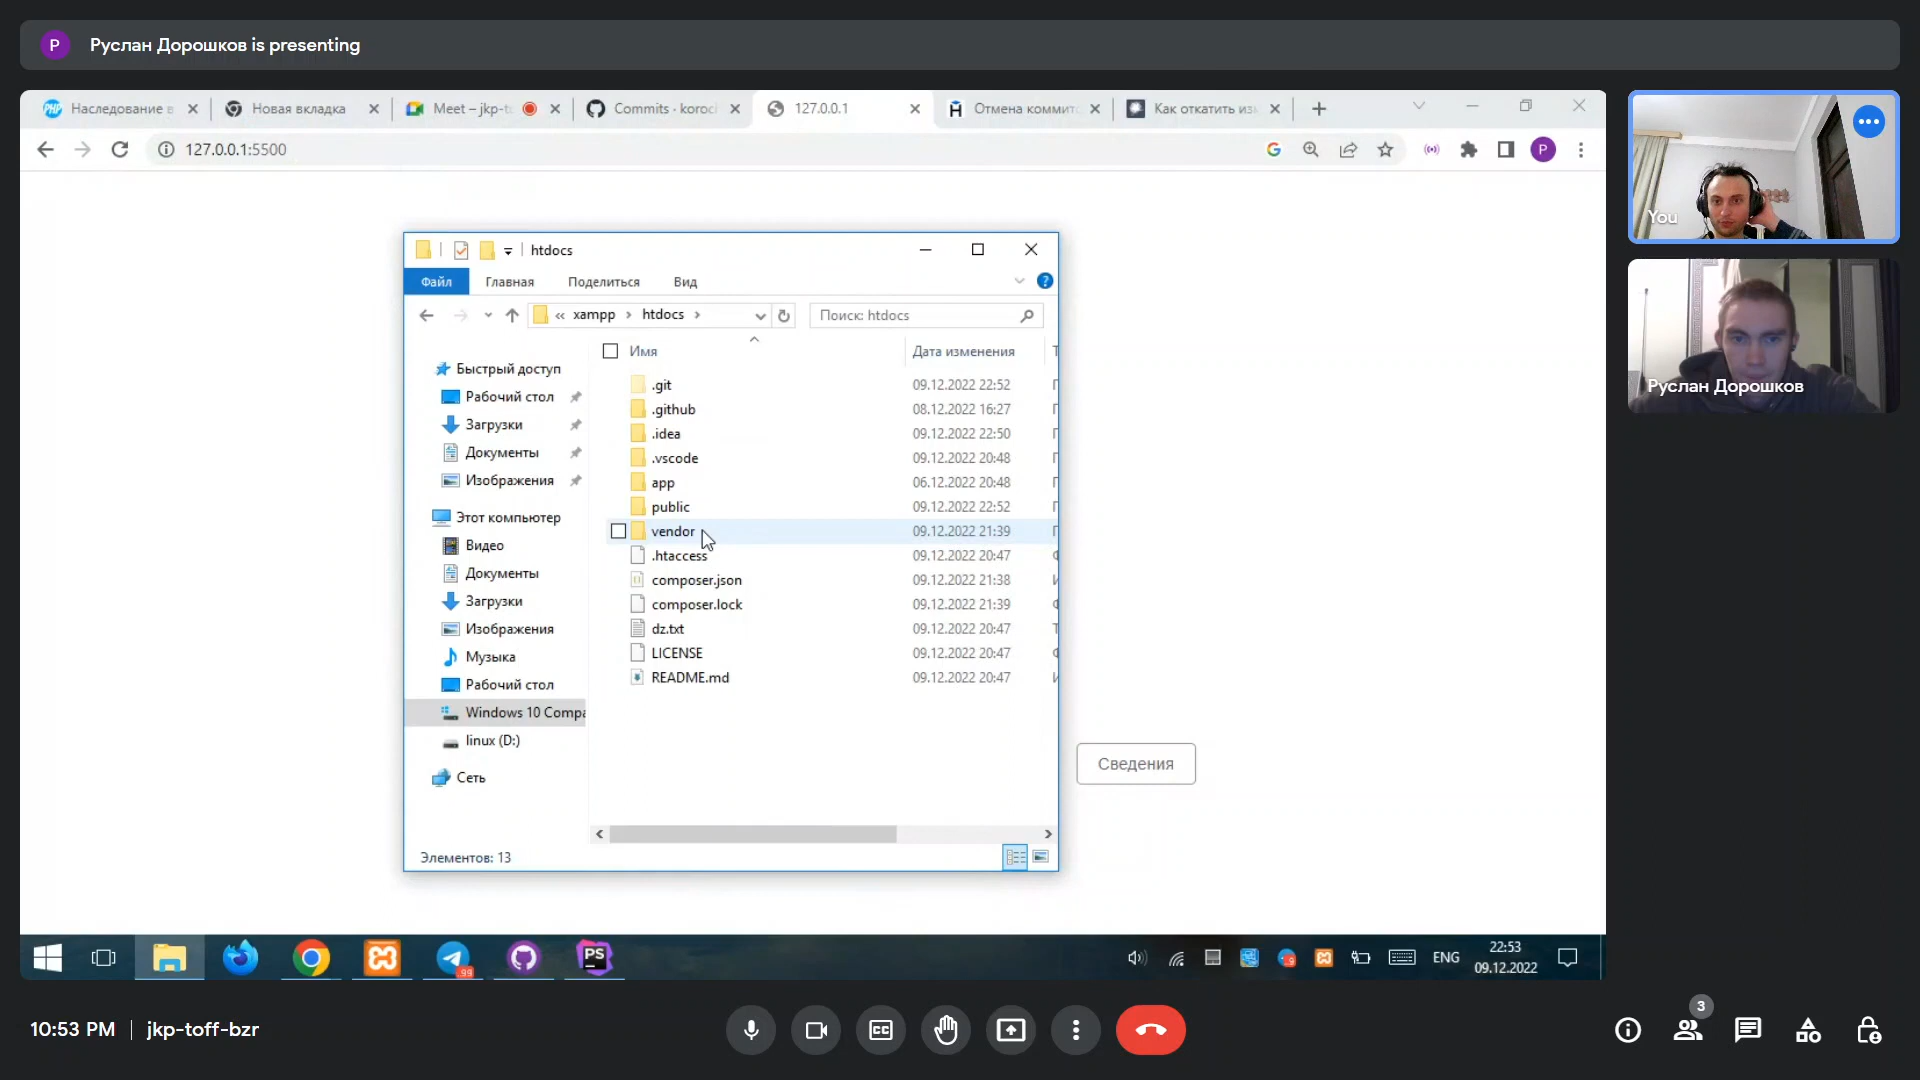 P Руслан Дорошков is presenting
Наследование в
Новая вкладка
Meet – jkp-to
Commits · koroc
127.0.0.1
Отмена коммито
Как откатить из
127.0.0.1:5500
P
You
Руслан Дорошков
htdocs
Файл Главная Поделиться Вид
« xampp › htdocs ›
Поиск: htdocs
Имя Дата изменения
Быстрый доступ
Рабочий стол
Загрузки
Документы
Изображения
Этот компьютер
Видео
Документы
Загрузки
Изображения
Музыка
Рабочий стол
Windows 10 Compa
linux (D:)
Сеть
.git 09.12.2022 22:52
.github 08.12.2022 16:27
.idea 09.12.2022 22:50
.vscode 09.12.2022 20:48
app 06.12.2022 20:48
public 09.12.2022 22:52
vendor 09.12.2022 21:39
.htaccess 09.12.2022 20:47
composer.json 09.12.2022 21:38
composer.lock 09.12.2022 21:39
dz.txt 09.12.2022 20:47
LICENSE 09.12.2022 20:47
README.md 09.12.2022 20:47
Элементов: 13
Сведения
99
PS
ENG
22:53
09.12.2022
10:53 PM | jkp-toff-bzr
3